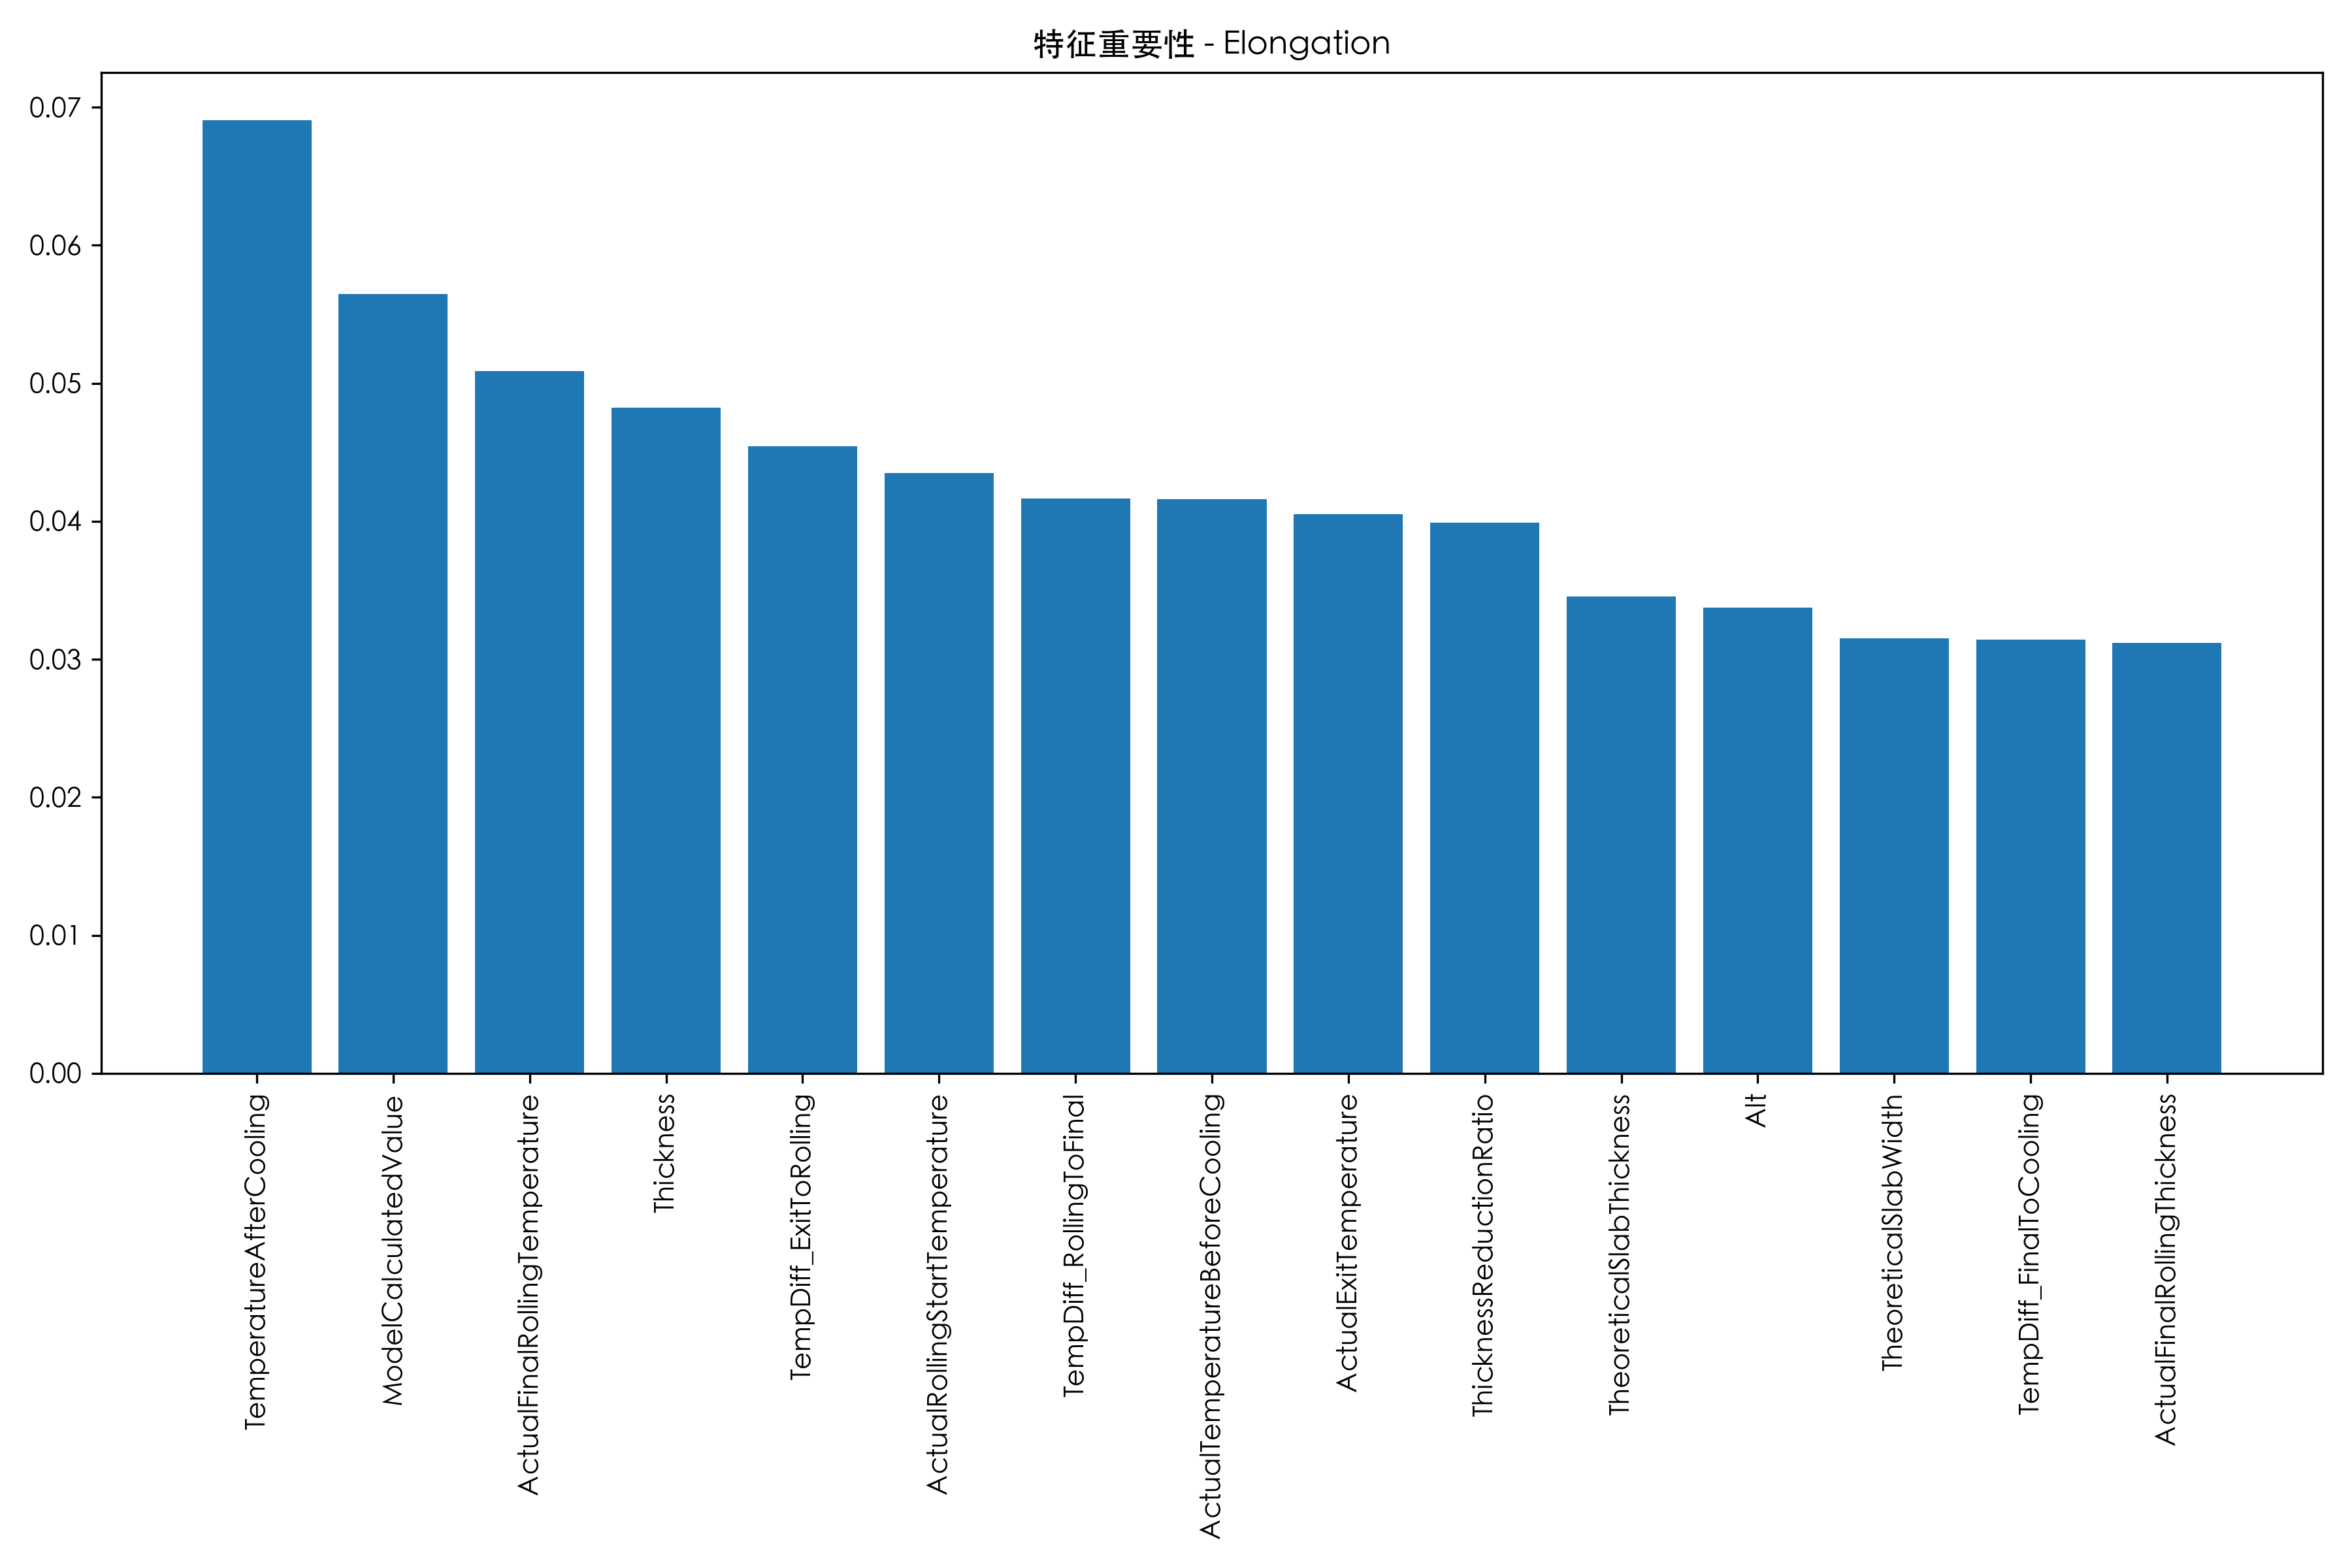 特征重要性 - Elongation
0.07
0.06
0.05
0.04
0.03
0.02
0.01
0.00
TemperatureAfterCooling
ModelCalculatedValue
ActualFinalRollingTemperature
Thickness
TempDiff_ExitToRolling
ActualRollingStartTemperature
TempDiff_RollingToFinal
ActualTemperatureBeforeCooling
ActualExitTemperature
ThicknessReductionRatio
TheoreticalSlabThickness
Alt
TheoreticalSlabWidth
TempDiff_FinalToCooling
ActualFinalRollingThickness